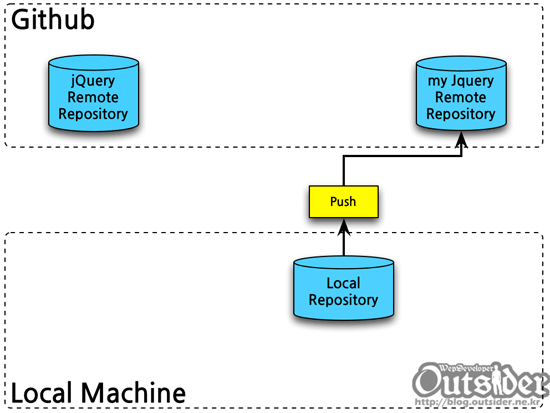 Github
jQuery
Remote
Repository
my Jquery
Remote
Repository
Push
Local
Repository
Local Machine
WebDeveloper
Outsider
http://blog.outsider.ne.kr